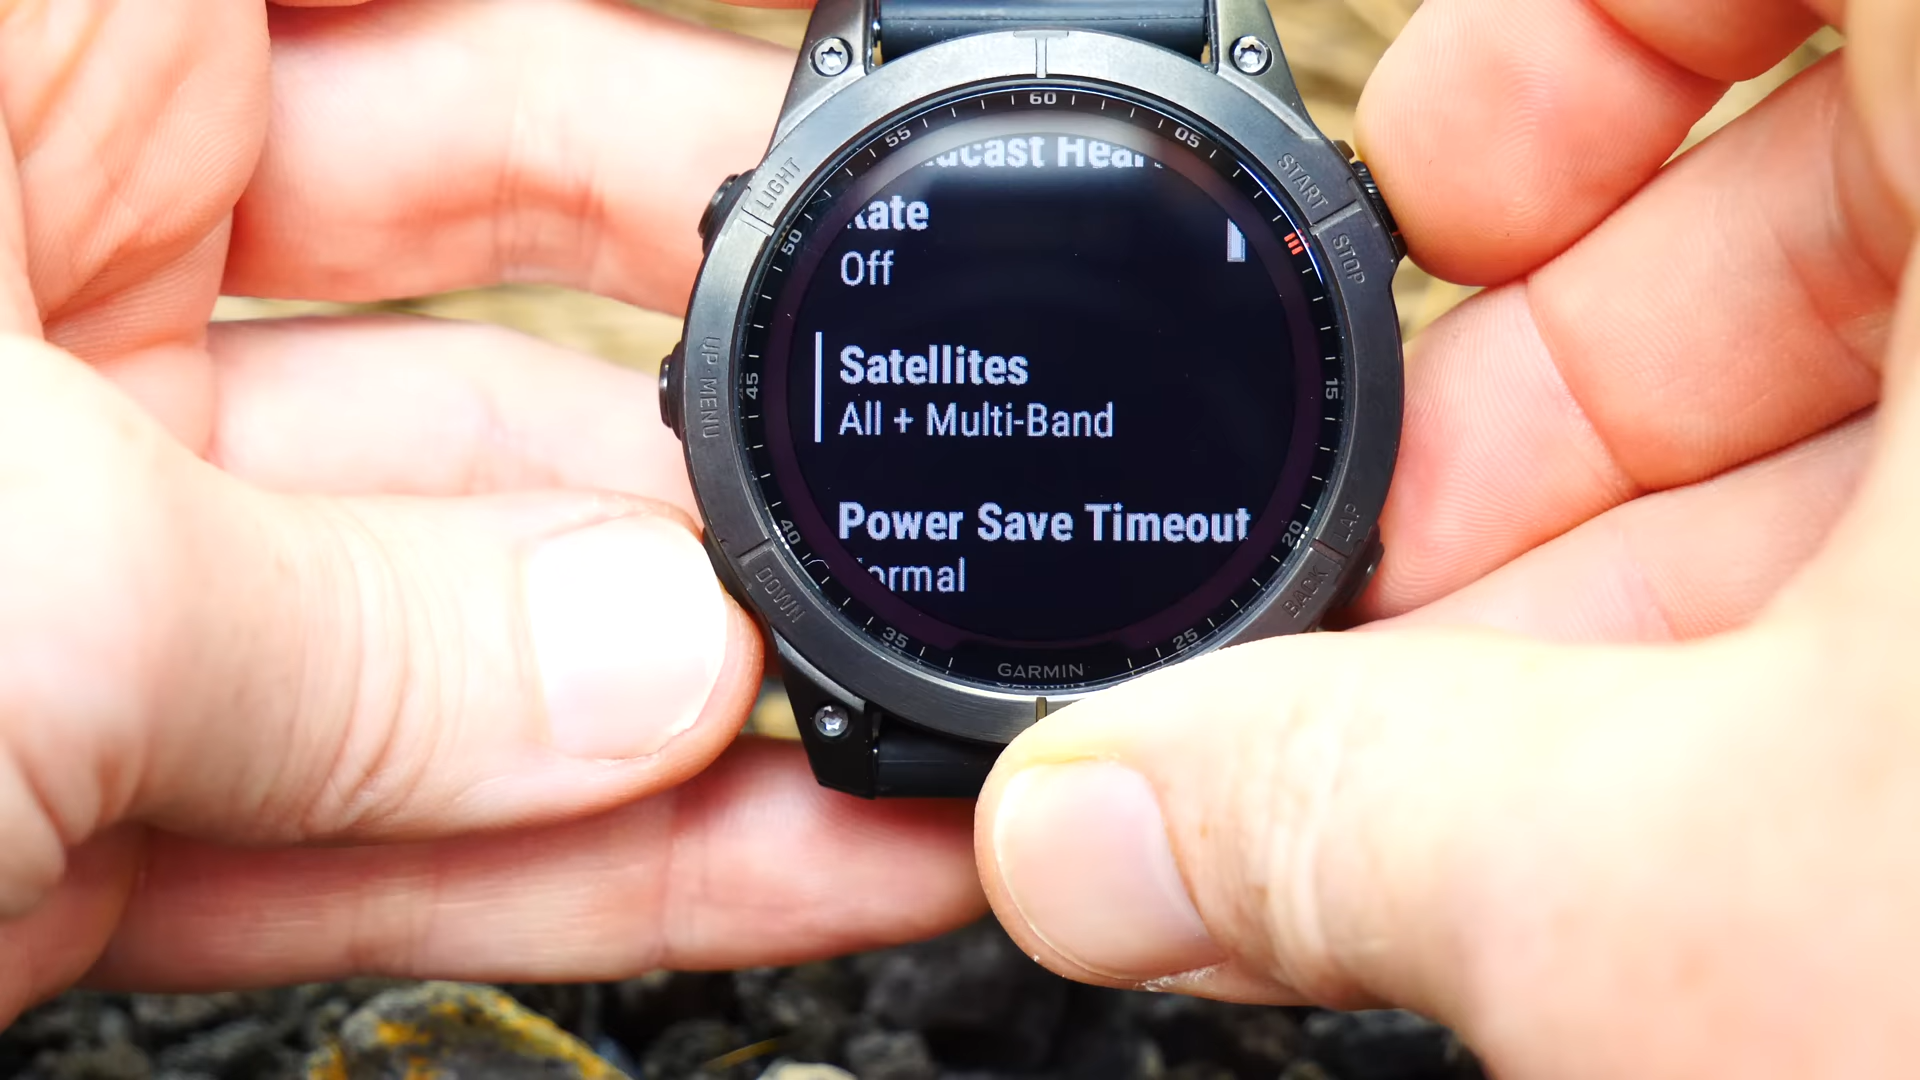 60
55
05
LIGHT
START
STOP
50
Rate
Off
UP·MENU
45
15
Satellites
All + Multi-Band
Power Save Timeout
Normal
40
20
LAP
DOWN
BACK
35
25
GARMIN